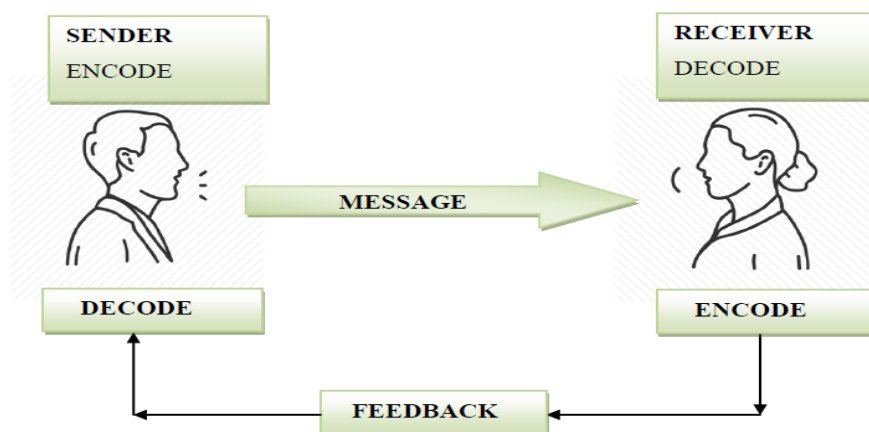 SENDER
ENCODE
RECEIVER
DECODE
MESSAGE
DECODE
ENCODE
FEEDBACK